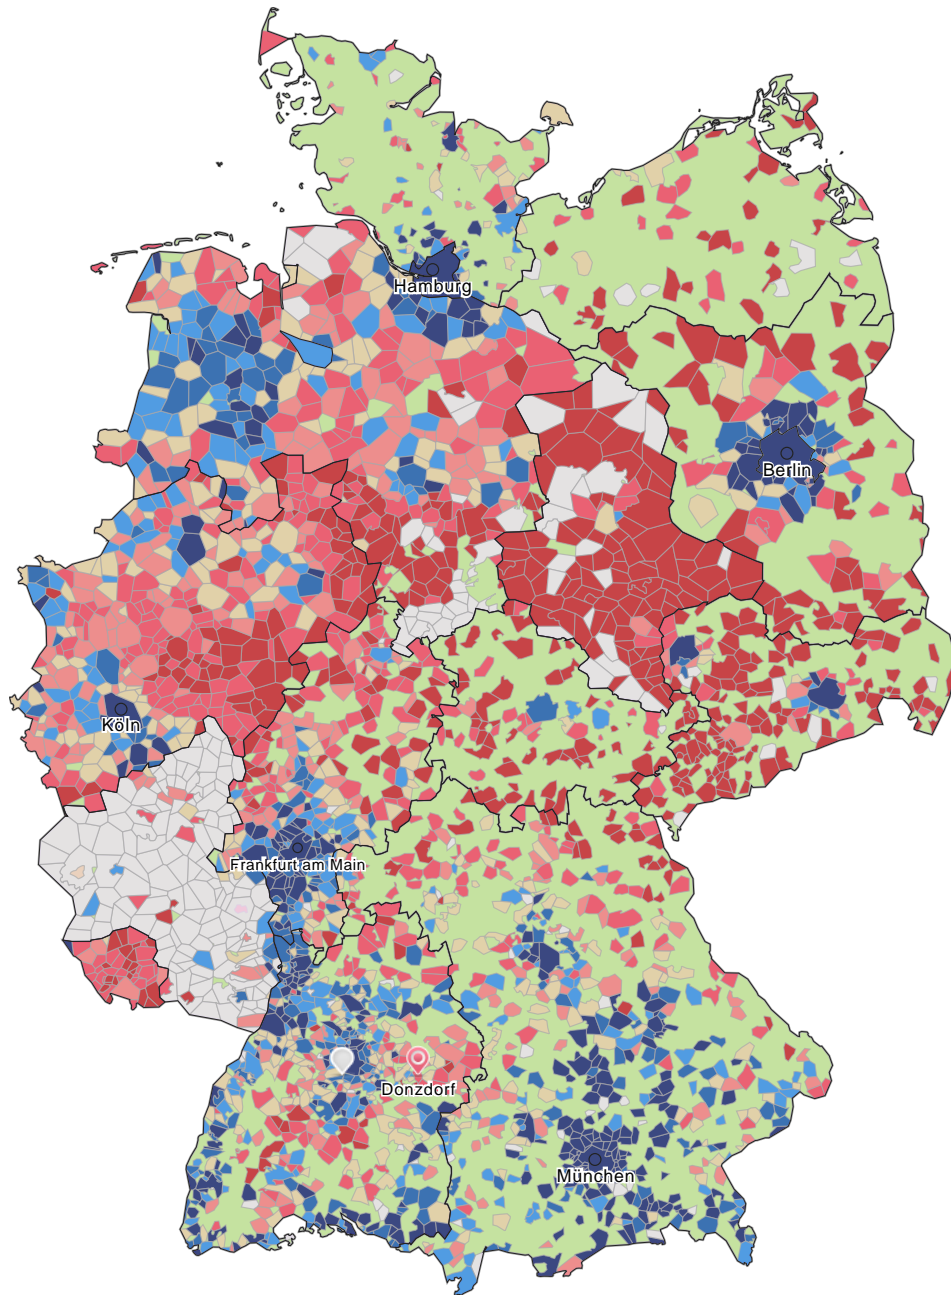 Hamburg
Berlin
Köln
Frankfurt am Main
Donzdorf
München